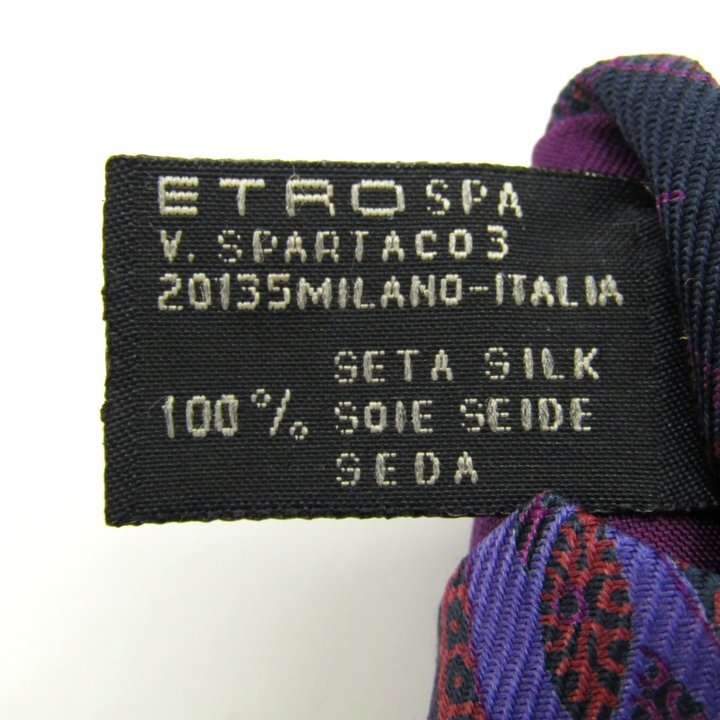 ETRO SPA
V. SPARTACO 3
20135 MILANO-ITALIA
SETA SILK
100% SOIE SEIDE
SEDA